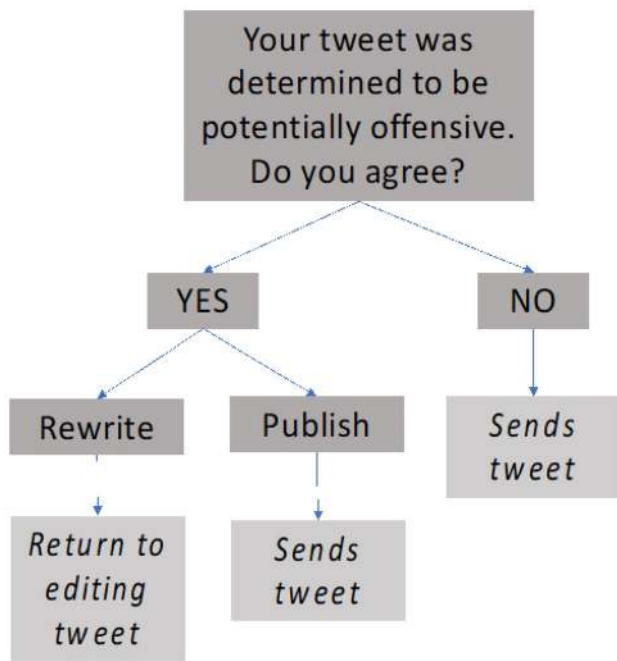 Your tweet was
determined to be
potentially offensive.
Do you agree?
YES
NO
Rewrite
Publish
Sends
tweet
Return to
editing
tweet
Sends
tweet